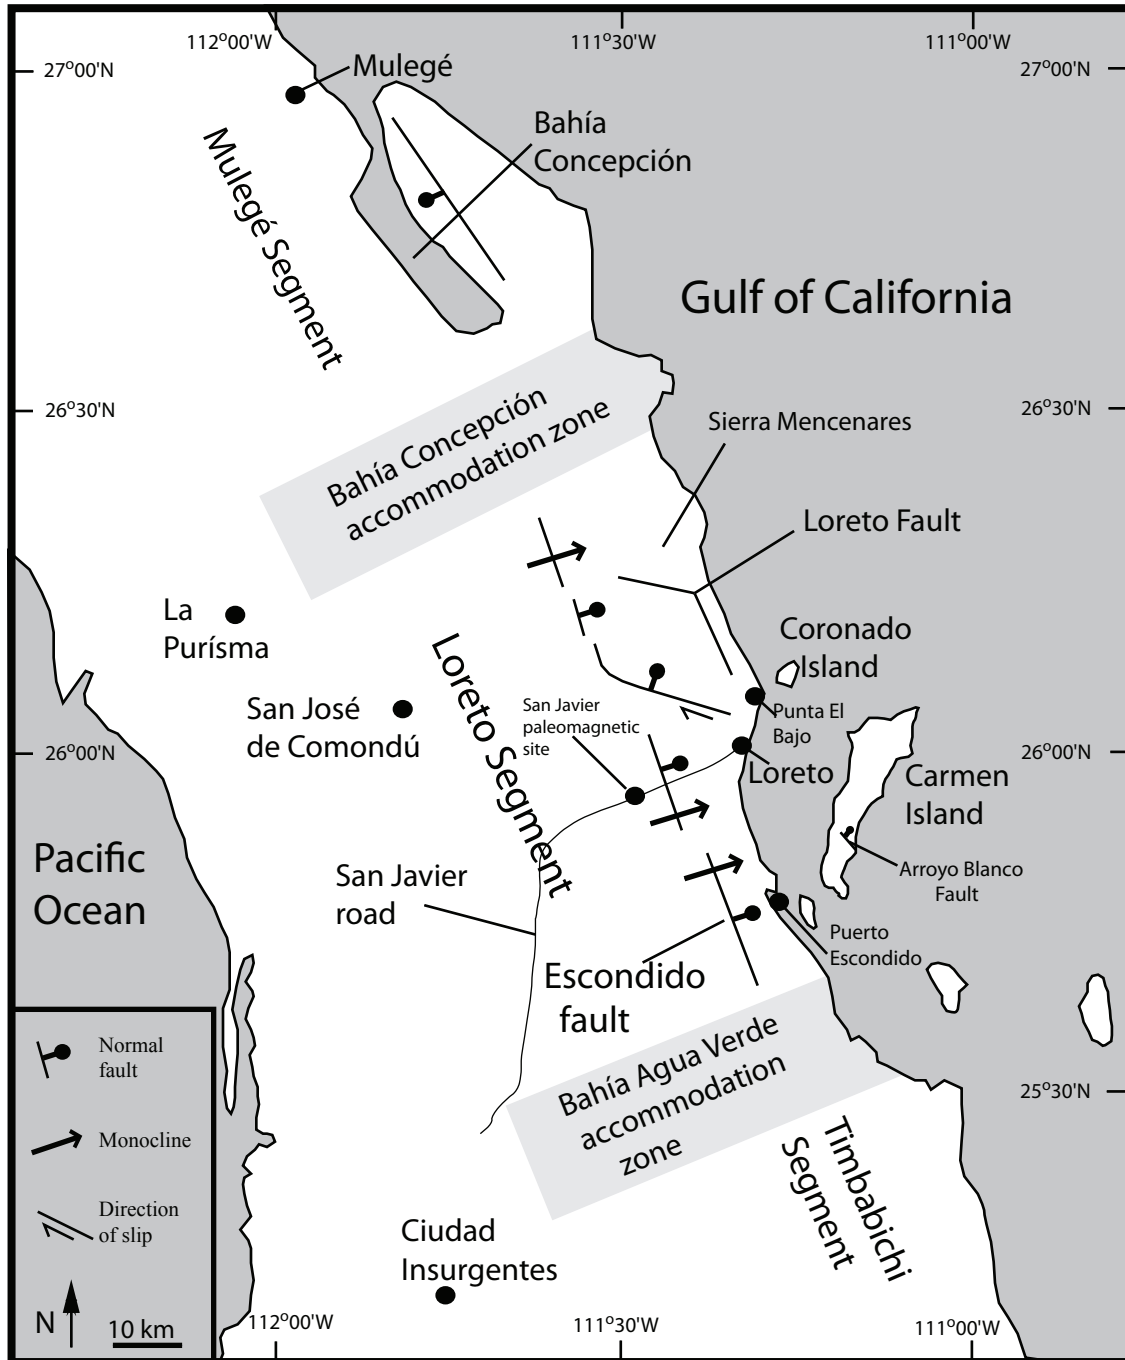 112°00'W
111°30'W
111°00'W
27°00'N
27°00'N
Mulegé
Bahía
Concepción
Mulegé Segment
Gulf of California
26°30'N
26°30'N
Bahía Concepción
accommodation zone
Sierra Mencenares
Loreto Fault
La
Purísma
Coronado
Island
Loreto Segment
San José
de Comondú
San Javier
paleomagnetic
site
Punta El
Bajo
26°00'N
26°00'N
Loreto
Carmen
Island
Pacific
Ocean
San Javier
road
Arroyo Blanco
Fault
Puerto
Escondido
Escondido
fault
Bahía Agua Verde
accommodation
zone
25°30'N
Timbabichi
Segment
Normal
fault
Monocline
Direction
of slip
N
10 km
Ciudad
Insurgentes
112°00'W
111°30'W
111°00'W